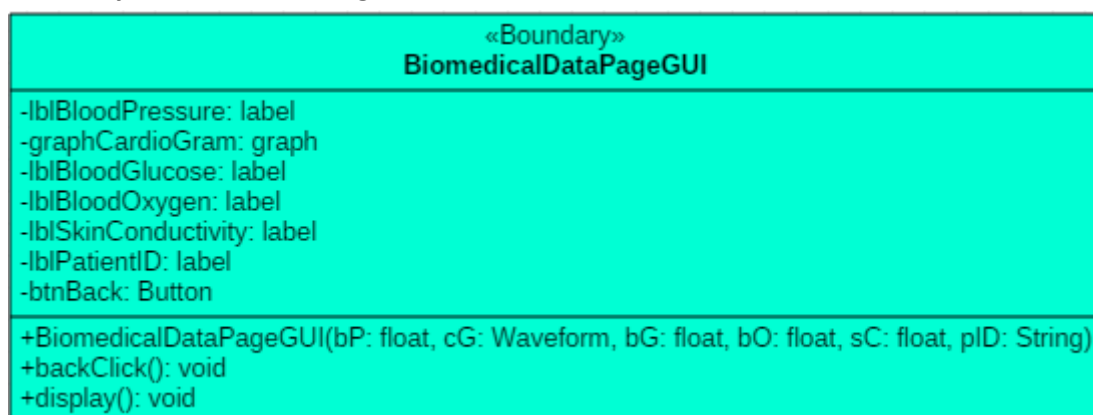 «Boundary»
BiomedicalDataPageGUI
-lblBloodPressure: label
-graphCardioGram: graph
-lblBloodGlucose: label
-lblBloodOxygen: label
-lblSkinConductivity: label
-lblPatientID: label
-btnBack: Button
+BiomedicalDataPageGUI(bP: float, cG: Waveform, bG: float, bO: float, sC: float, pID: String)
+backClick(): void
+display(): void